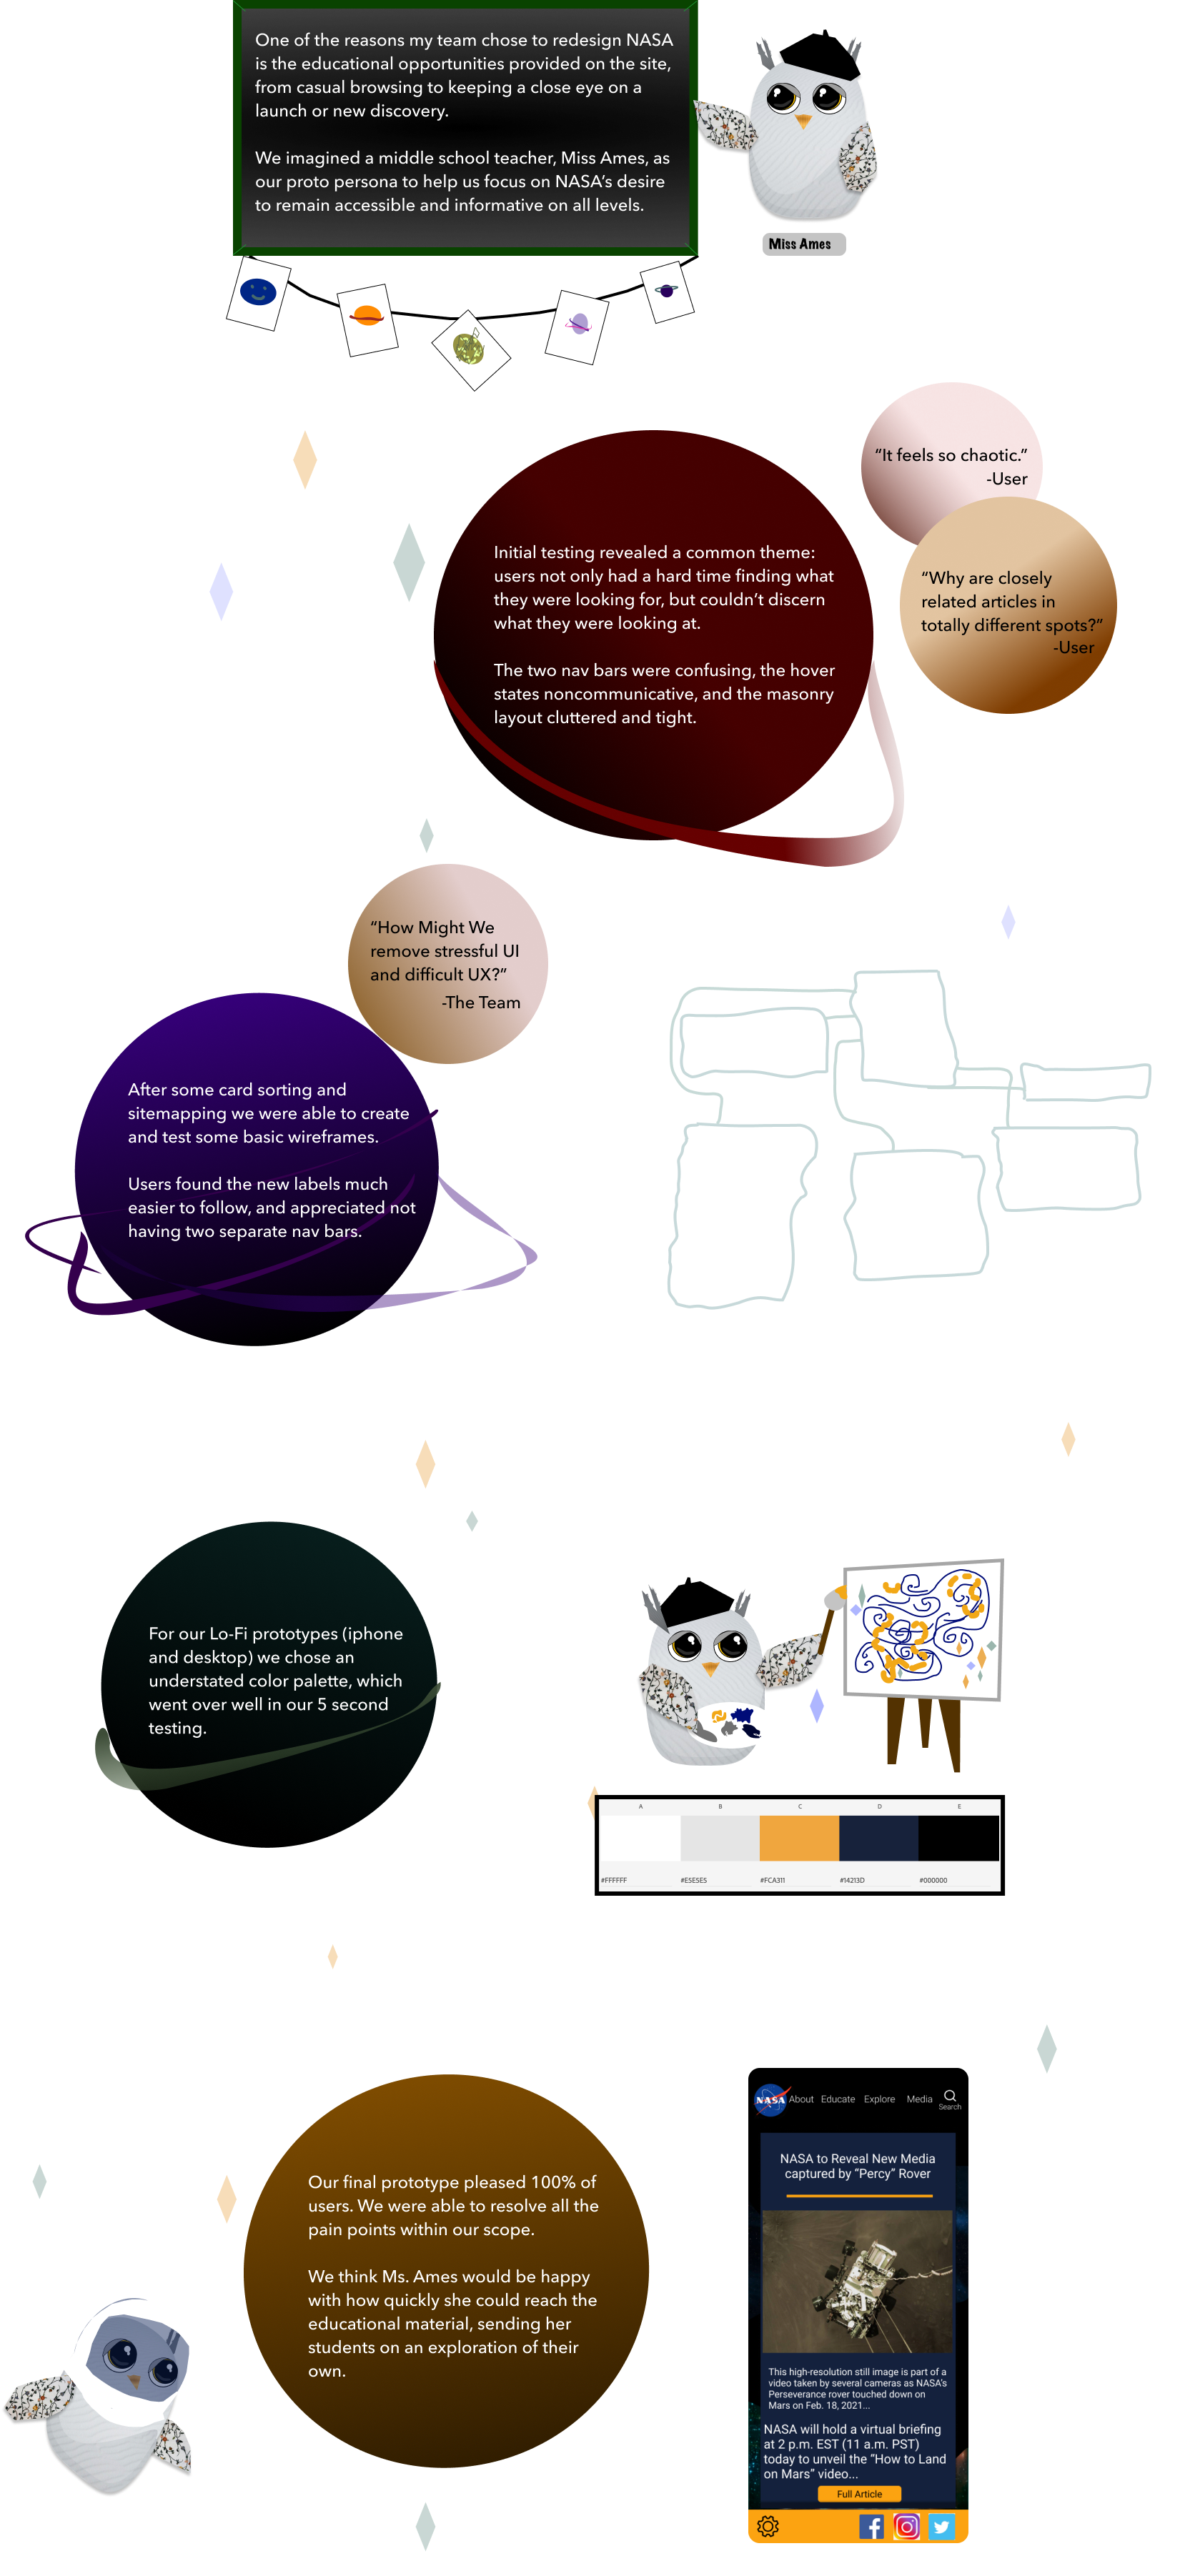 One of the reasons my team chose to redesign NASA
is the educational opportunities provided on the site,
from casual browsing to keeping a close eye on a
launch or new discovery.
We imagined a middle school teacher, Miss Ames, as
our proto persona to help us focus on NASA's desire
to remain accessible and informative on all levels.
Miss Ames
“It feels so chaotic.”
-User
“Why are closely
related articles in
totally different spots?”
-User
Initial testing revealed a common theme:
users not only had a hard time finding what
they were looking for, but couldn't discern
what they were looking at.
The two nav bars were confusing, the hover
states noncommunicative, and the masonry
layout cluttered and tight.
“How Might We
remove stressful UI
and difficult UX?”
-The Team
After some card sorting and
sitemapping we were able to create
and test some basic wireframes.
Users found the new labels much
easier to follow, and appreciated not
having two separate nav bars.
For our Lo-Fi prototypes (iphone
and desktop) we chose an
understated color palette, which
went over well in our 5 second
testing.
A B C D E
#FFFFFF #E5E5E5 #FCA311 #14213D #000000
Our final prototype pleased 100% of
users. We were able to resolve all the
pain points within our scope.
We think Ms. Ames would be happy
with how quickly she could reach the
educational material, sending her
students on an exploration of their
own.
NASA About Educate Explore Media
Search
NASA to Reveal New Media
captured by “Percy” Rover
This high-resolution still image is part of a
video taken by several cameras as NASA's
Perseverance rover touched down on
Mars on Feb. 18, 2021...
NASA will hold a virtual briefing
at 2 p.m. EST (11 a.m. PST)
today to unveil the “How to Land
on Mars” video...
Full Article